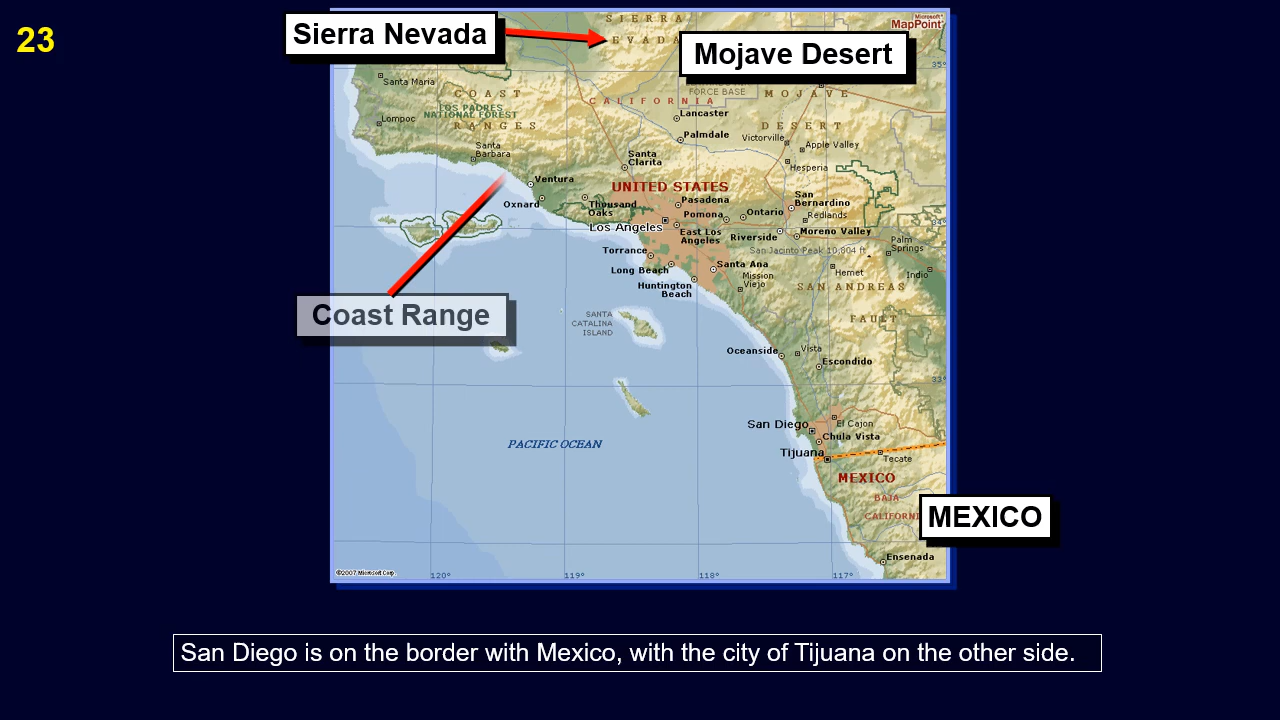 23
Sierra Nevada
SIERRA
EVADA
Microsoft®
MapPoint®
Mojave Desert
35°
Santa Maria
COAST
FORCE BASE
MOJAVE
LOS PADRES
NATIONAL FOREST
CALIFORNIA
Lompoc
RANGES
Lancaster
DESERT
Palmdale
Victorville
Apple Valley
Santa
Barbara
Santa
Clarita
Hesperia
Ventura
UNITED STATES
Oxnard
Thousand
Oaks
Pasadena
San
Bernardino
Pomona
Ontario
Redlands
34°
Los Angeles
East Los
Angeles
Riverside
Moreno Valley
Torrance
San Jacinto Peak 10,804 ft
Palm
Springs
Long Beach
Santa Ana
Hemet
Indio
Huntington
Beach
Mission
Viejo
SAN ANDREAS
FAULT
Coast Range
SANTA
CATALINA
ISLAND
Oceanside
Vista
Escondido
33°
PACIFIC OCEAN
San Diego
El Cajon
Chula Vista
Tijuana
Tecate
MEXICO
BAJA
CALIFORNI
MEXICO
Ensenada
©2007, Microsoft Corp.
120°
119°
118°
117°
San Diego is on the border with Mexico, with the city of Tijuana on the other side.